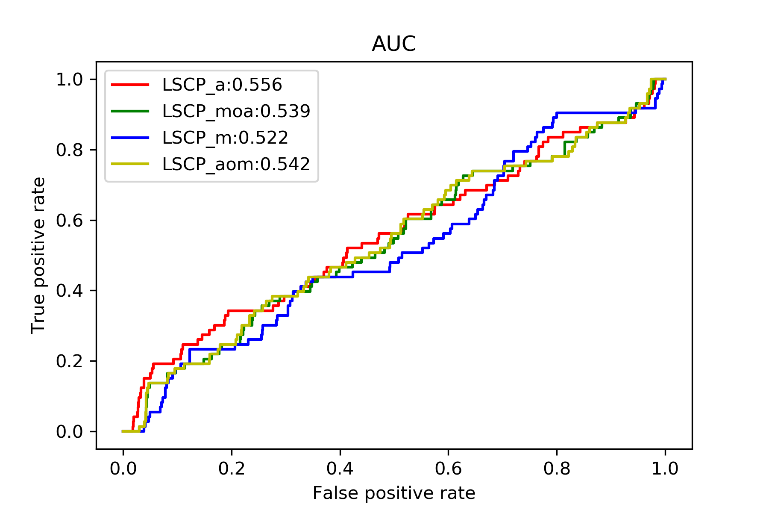 AUC
LSCP_a:0.556
LSCP_moa:0.539
LSCP_m:0.522
LSCP_aom:0.542
True positive rate
1.0
0.8
0.6
0.4
0.2
0.0
0.0 0.2 0.4 0.6 0.8 1.0
False positive rate